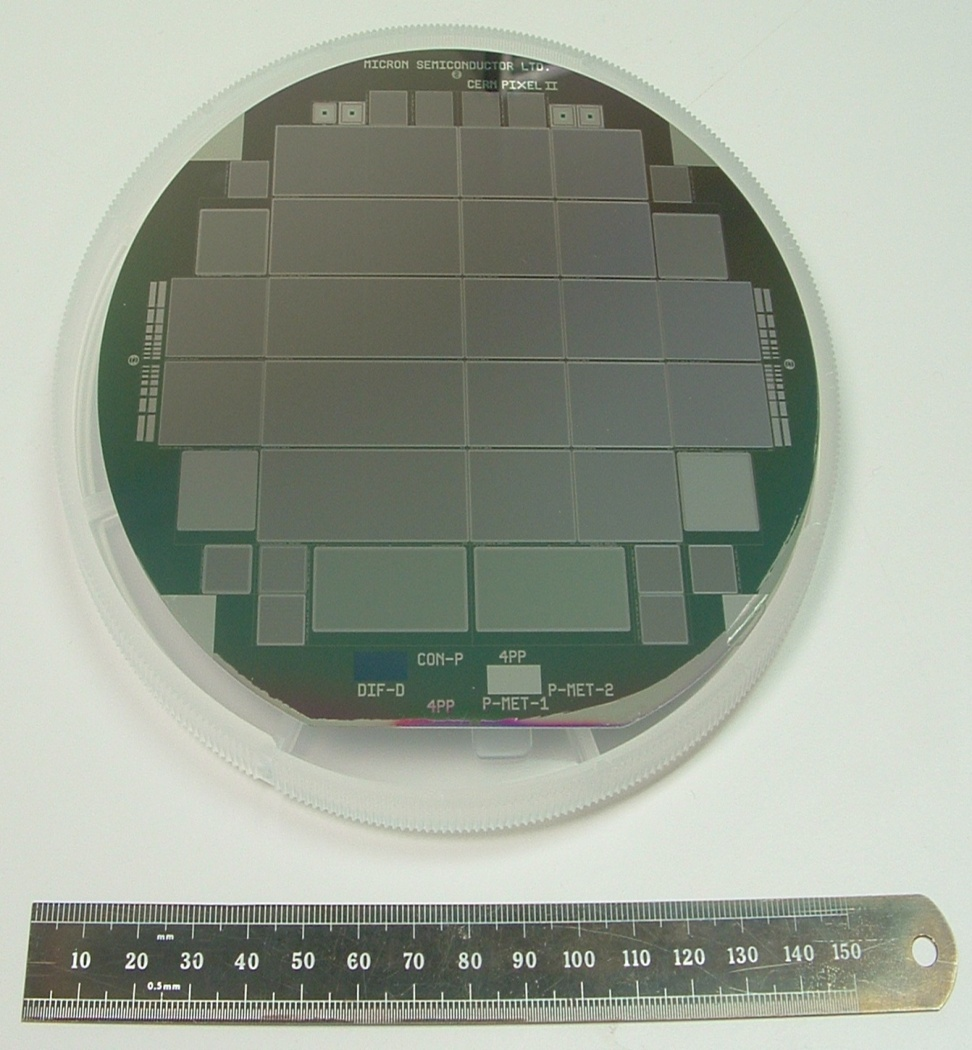 MICRON SEMICONDUCTOR LTD.
CERN PIXEL II
CON-P
4PP
DIF-D
P-MET-2
4PP
P-MET-1
mm
10 20 30 40 50 60 70 80 90 100 110 120 130 140 150
0.5mm